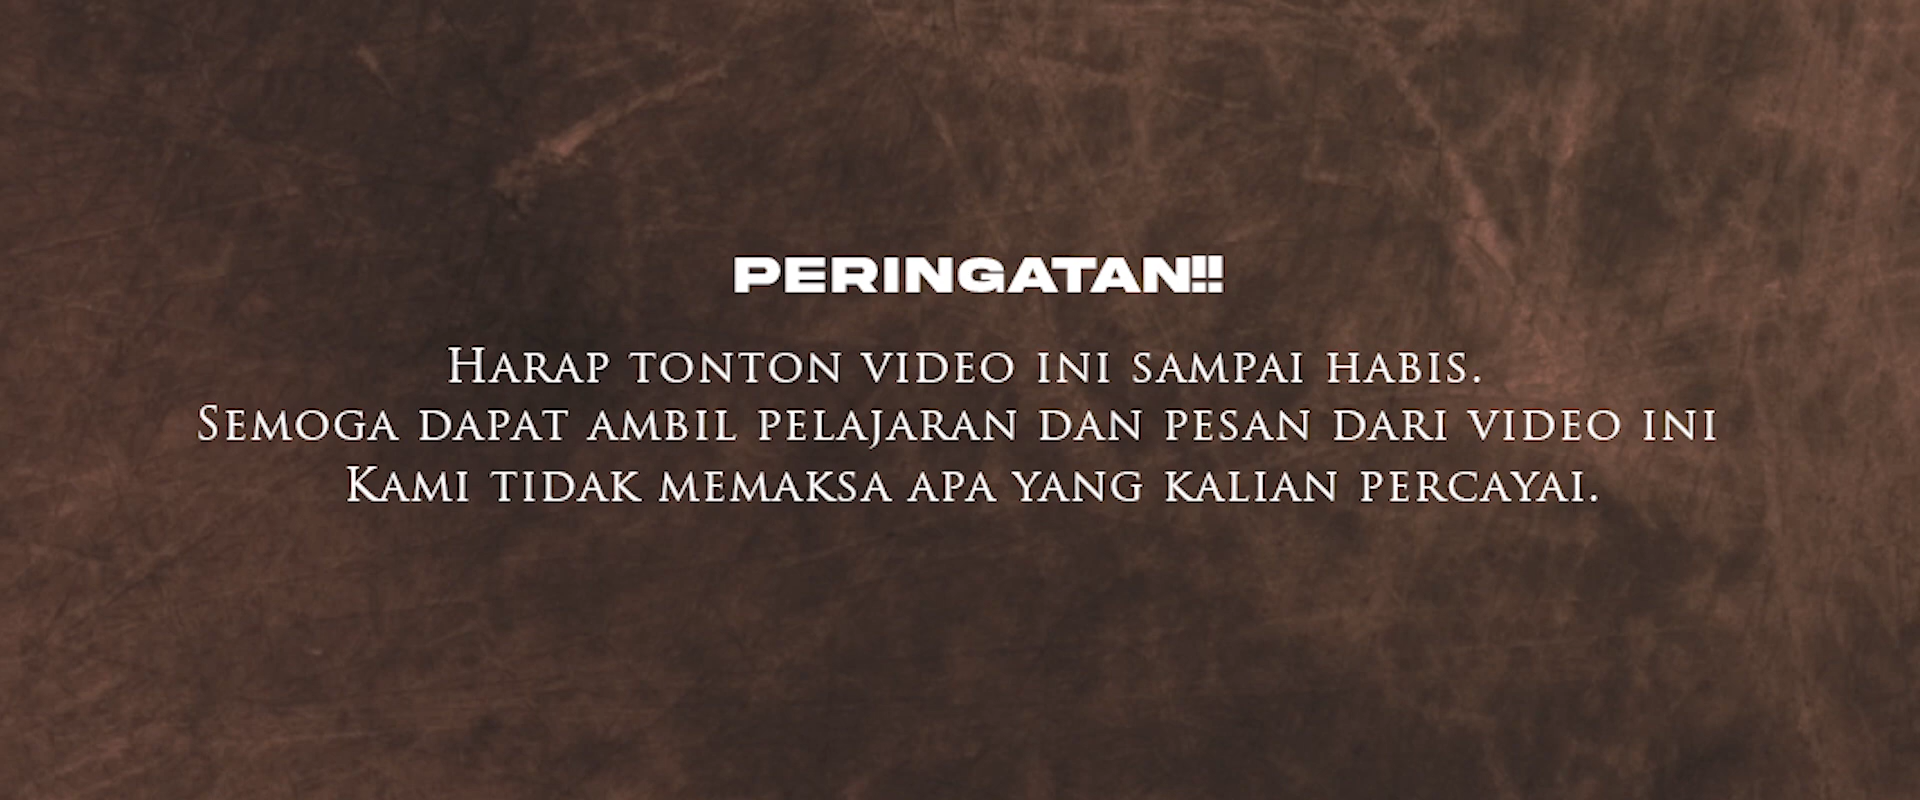 PERINGATAN!!
Harap tonton video ini sampai habis.
Semoga dapat ambil pelajaran dan pesan dari video ini
Kami tidak memaksa apa yang kalian percayai.